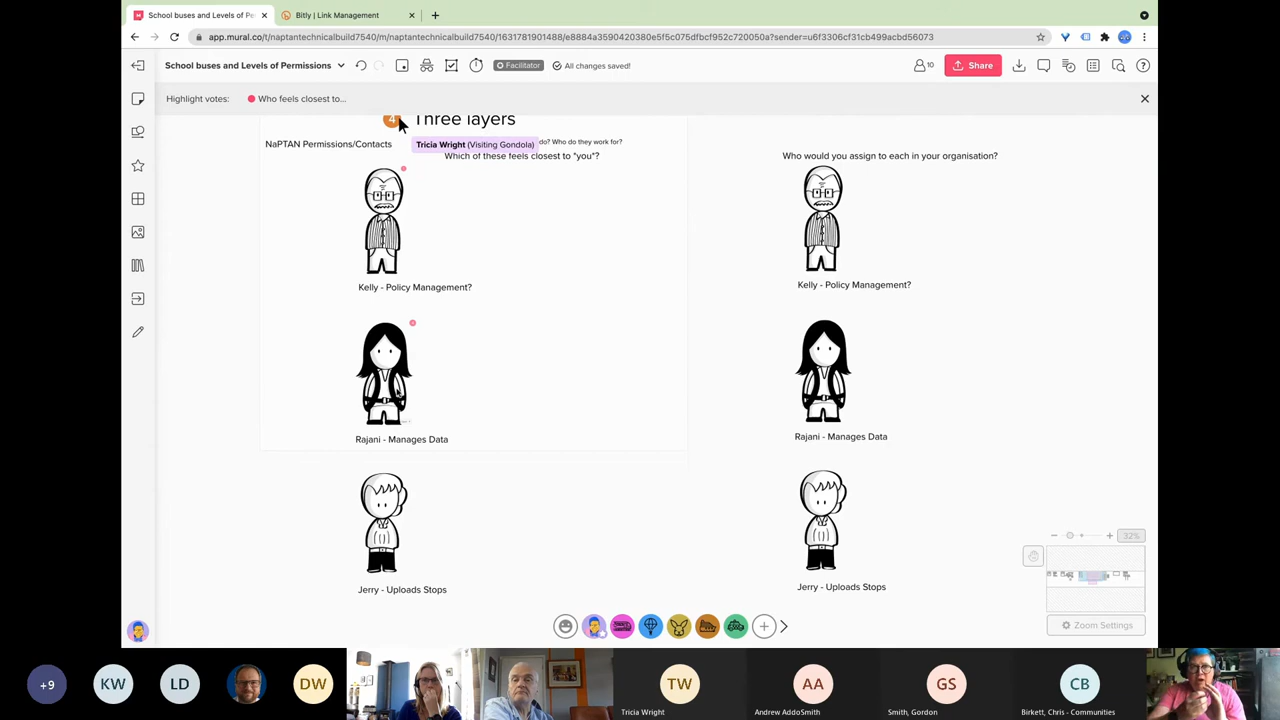 School buses and Levels of Pe
Bitly | Link Management
app.mural.co/t/naptantechnicalbuild7540/m/naptantechnicalbuild7540/1631781901488/e8884a3590420380e5f5c075dfbcf952c720050a?sender=u6f3306cf31cb499acbd56073
School buses and Levels of Permissions
Facilitator
All changes saved!
10
Share
Highlight votes:
Who feels closest to...
4
Three layers
NaPTAN Permissions/Contacts
Tricia Wright (Visiting Gondola)
do? Who do they work for?
Which of these feels closest to *you*?
Who would you assign to each in your organisation?
Kelly - Policy Management?
Kelly - Policy Management?
Rajani - Manages Data
Rajani - Manages Data
Jerry - Uploads Stops
Jerry - Uploads Stops
32%
Zoom Settings
+9
KW
LD
DW
TW
Tricia Wright
AA
Andrew AddoSmith
GS
Smith, Gordon
CB
Birkett, Chris - Communities